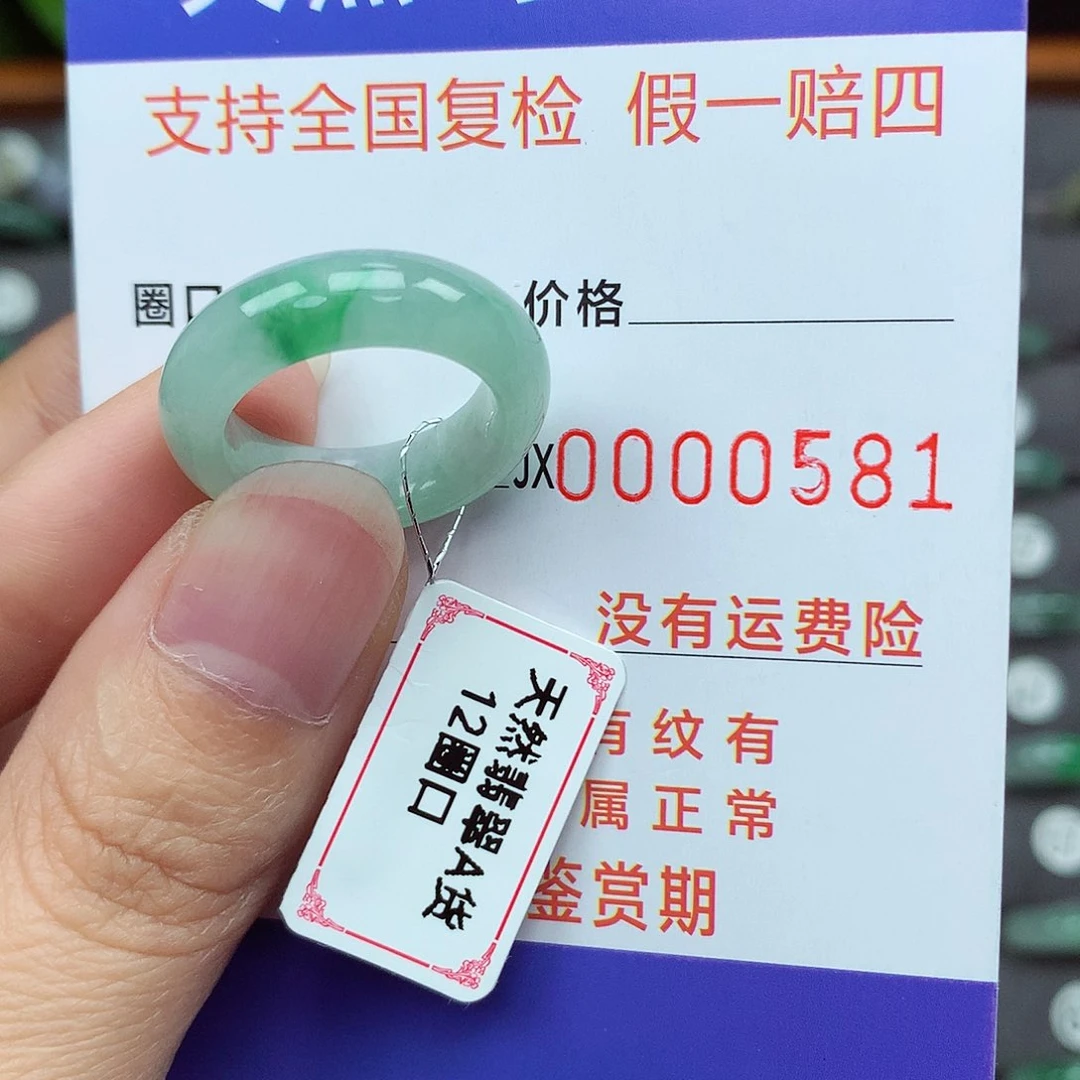 支持全国复检 假一赔四
圈口
价格
JX0000581
没有运费险
有纹有
属正常
鉴赏期
天然翡翠A货
12圈口